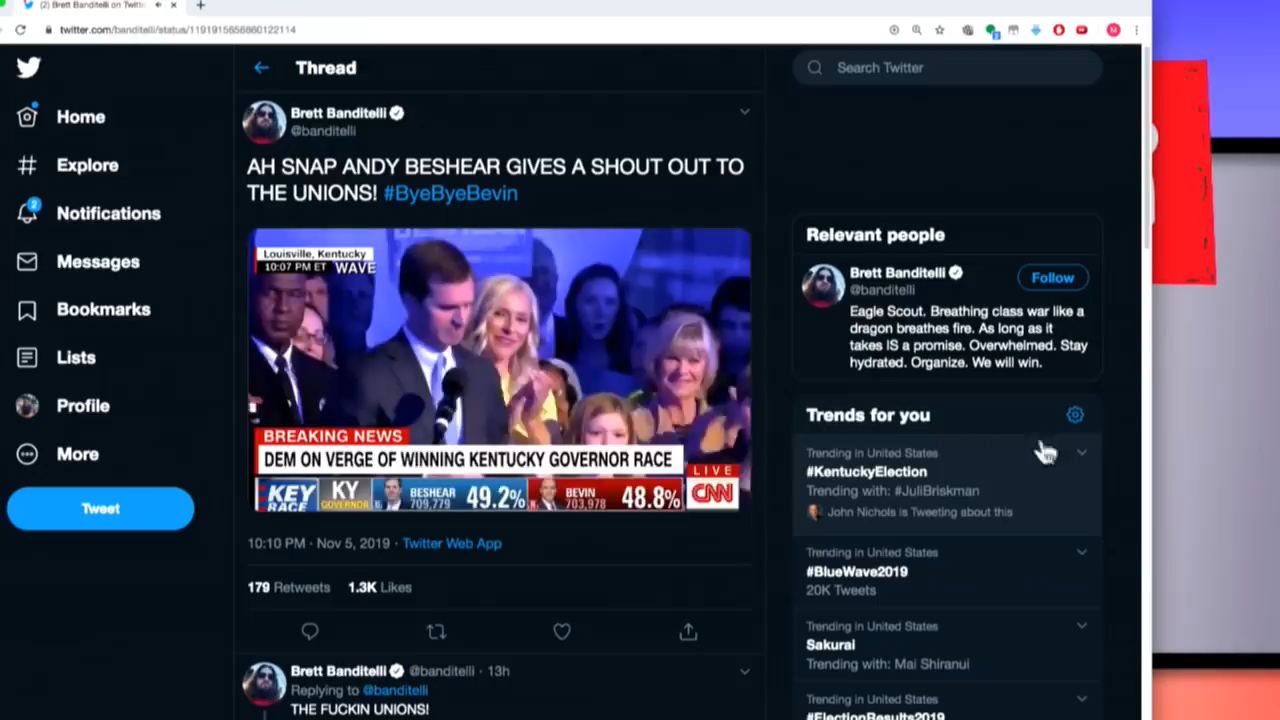 (2) Brett Banditelli on Twitt
twitter.com/banditelli/status/1191915656860122114
Home
Explore
2
Notifications
Messages
Bookmarks
Lists
Profile
More
Tweet
Thread
Brett Banditelli
@banditelli
AH SNAP ANDY BESHEAR GIVES A SHOUT OUT TO
THE UNIONS! #ByeByeBevin
Louisville, Kentucky
10:07 PM ET WAVE
BREAKING NEWS
DEM ON VERGE OF WINNING KENTUCKY GOVERNOR RACE
LIVE
CNN
KEY RACE
KY GOVERNOR
BESHEAR 709,779 49.2%
BEVIN 703,978 48.8%
10:10 PM · Nov 5, 2019 · Twitter Web App
179 Retweets 1.3K Likes
Brett Banditelli @banditelli · 13h
Replying to @banditelli
THE FUCKIN UNIONS!
Search Twitter
Relevant people
Brett Banditelli
@banditelli
Follow
Eagle Scout. Breathing class war like a
dragon breathes fire. As long as it
takes IS a promise. Overwhelmed. Stay
hydrated. Organize. We will win.
Trends for you
Trending in United States
#KentuckyElection
Trending with: #JuliBriskman
John Nichols is Tweeting about this
Trending in United States
#BlueWave2019
20K Tweets
Trending in United States
Sakurai
Trending with: Mai Shiranui
Trending in United States
#ElectionResults2019